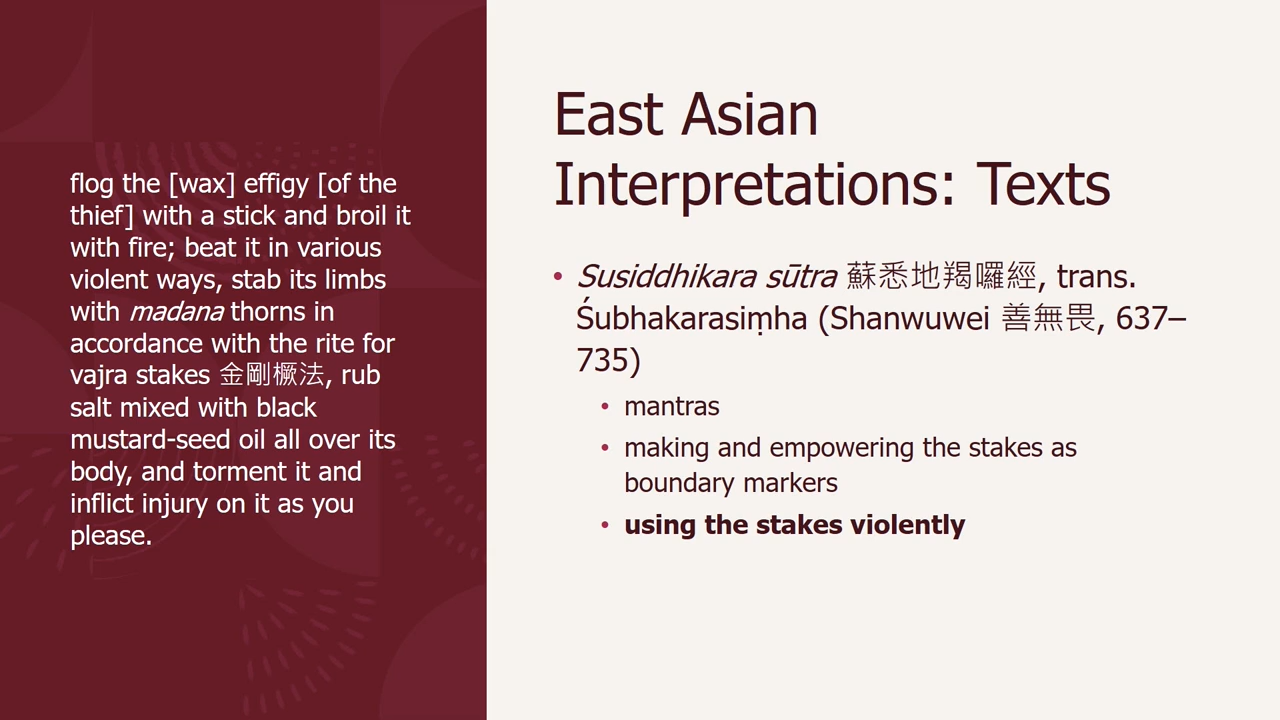 flog the [wax] effigy [of the
thief] with a stick and broil it
with fire; beat it in various
violent ways, stab its limbs
with madana thorns in
accordance with the rite for
vajra stakes 金剛橛法, rub
salt mixed with black
mustard-seed oil all over its
body, and torment it and
inflict injury on it as you
please.
East Asian
Interpretations: Texts
• Susiddhikara sūtra 蘇悉地羯囉經, trans.
Śubhakarasiṃha (Shanwuwei 善無畏, 637–
735)
• mantras
• making and empowering the stakes as
boundary markers
• using the stakes violently